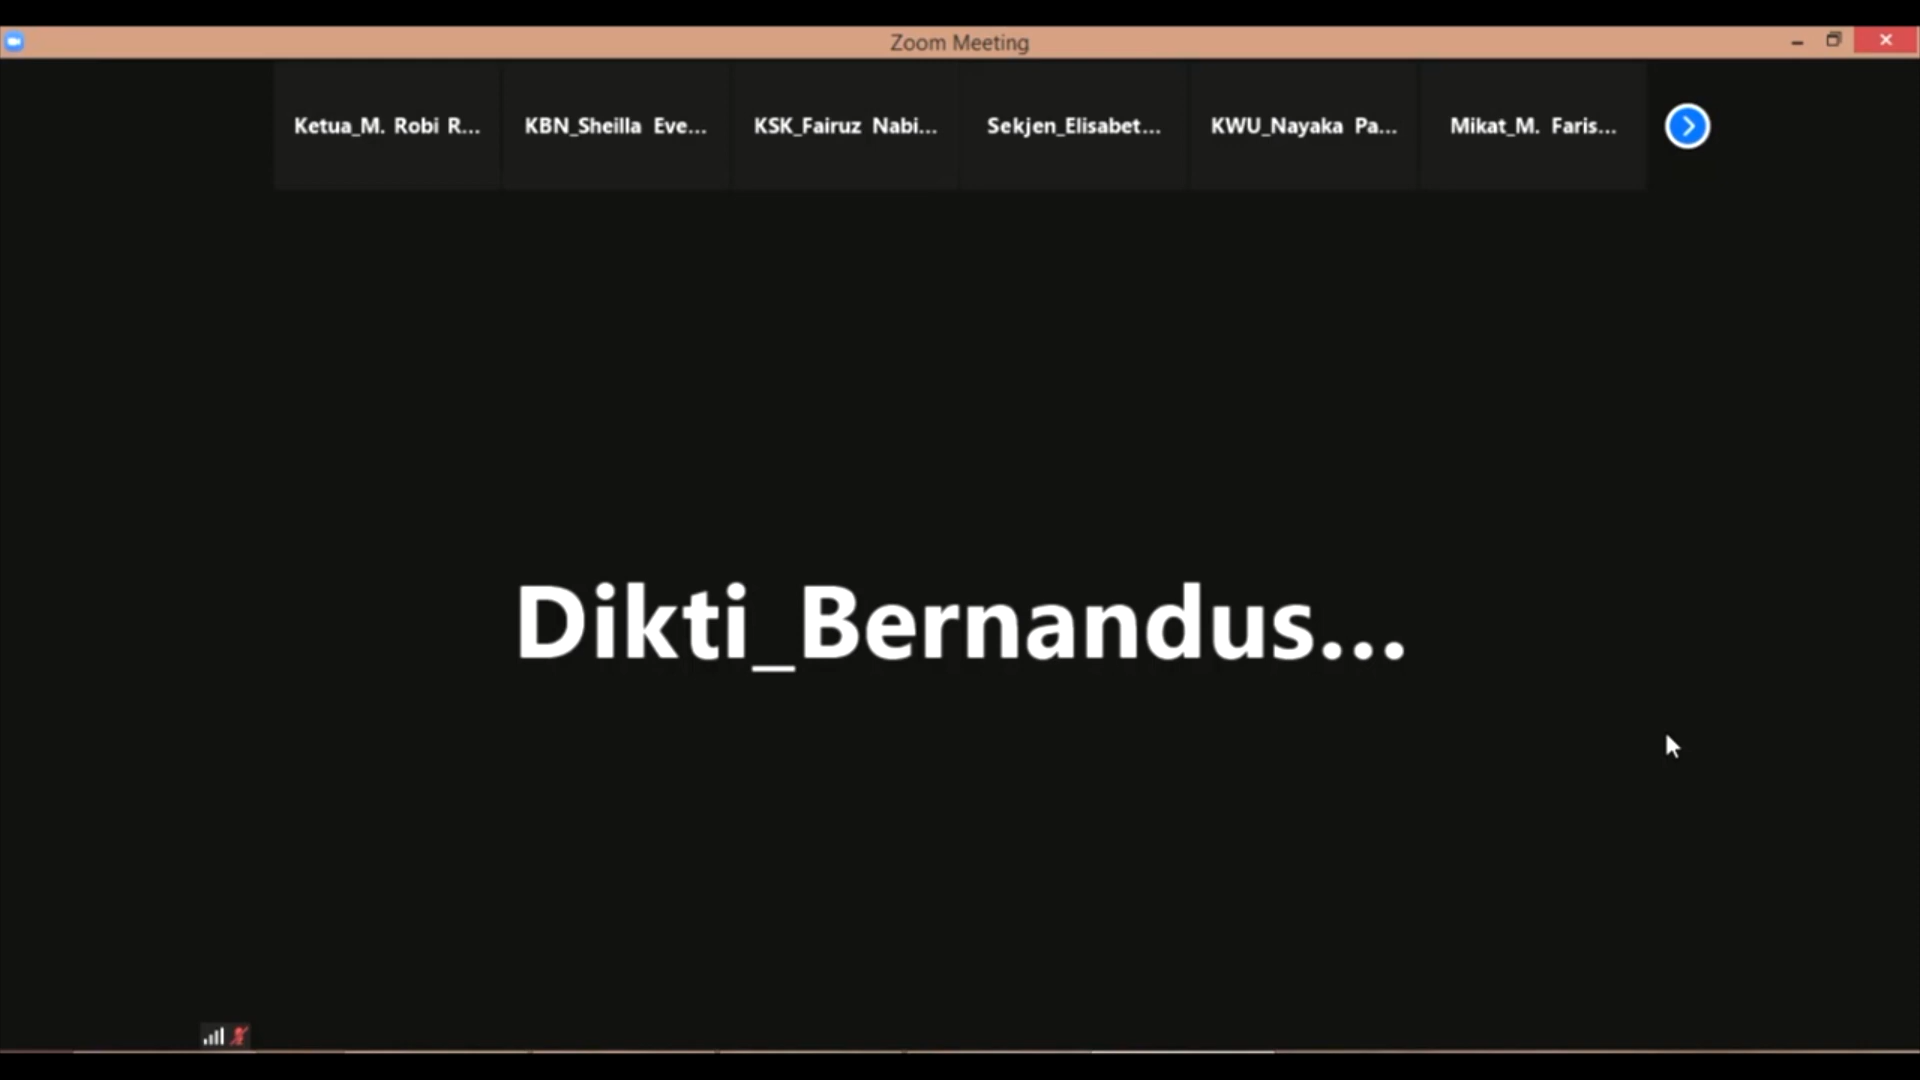 Zoom Meeting
Ketua_M. Robi R...
KBN_Sheilla Eve...
KSK_Fairuz Nabi...
Sekjen_Elisabet...
KWU_Nayaka Pa...
Mikat_M. Faris...
Dikti_Bernandus...